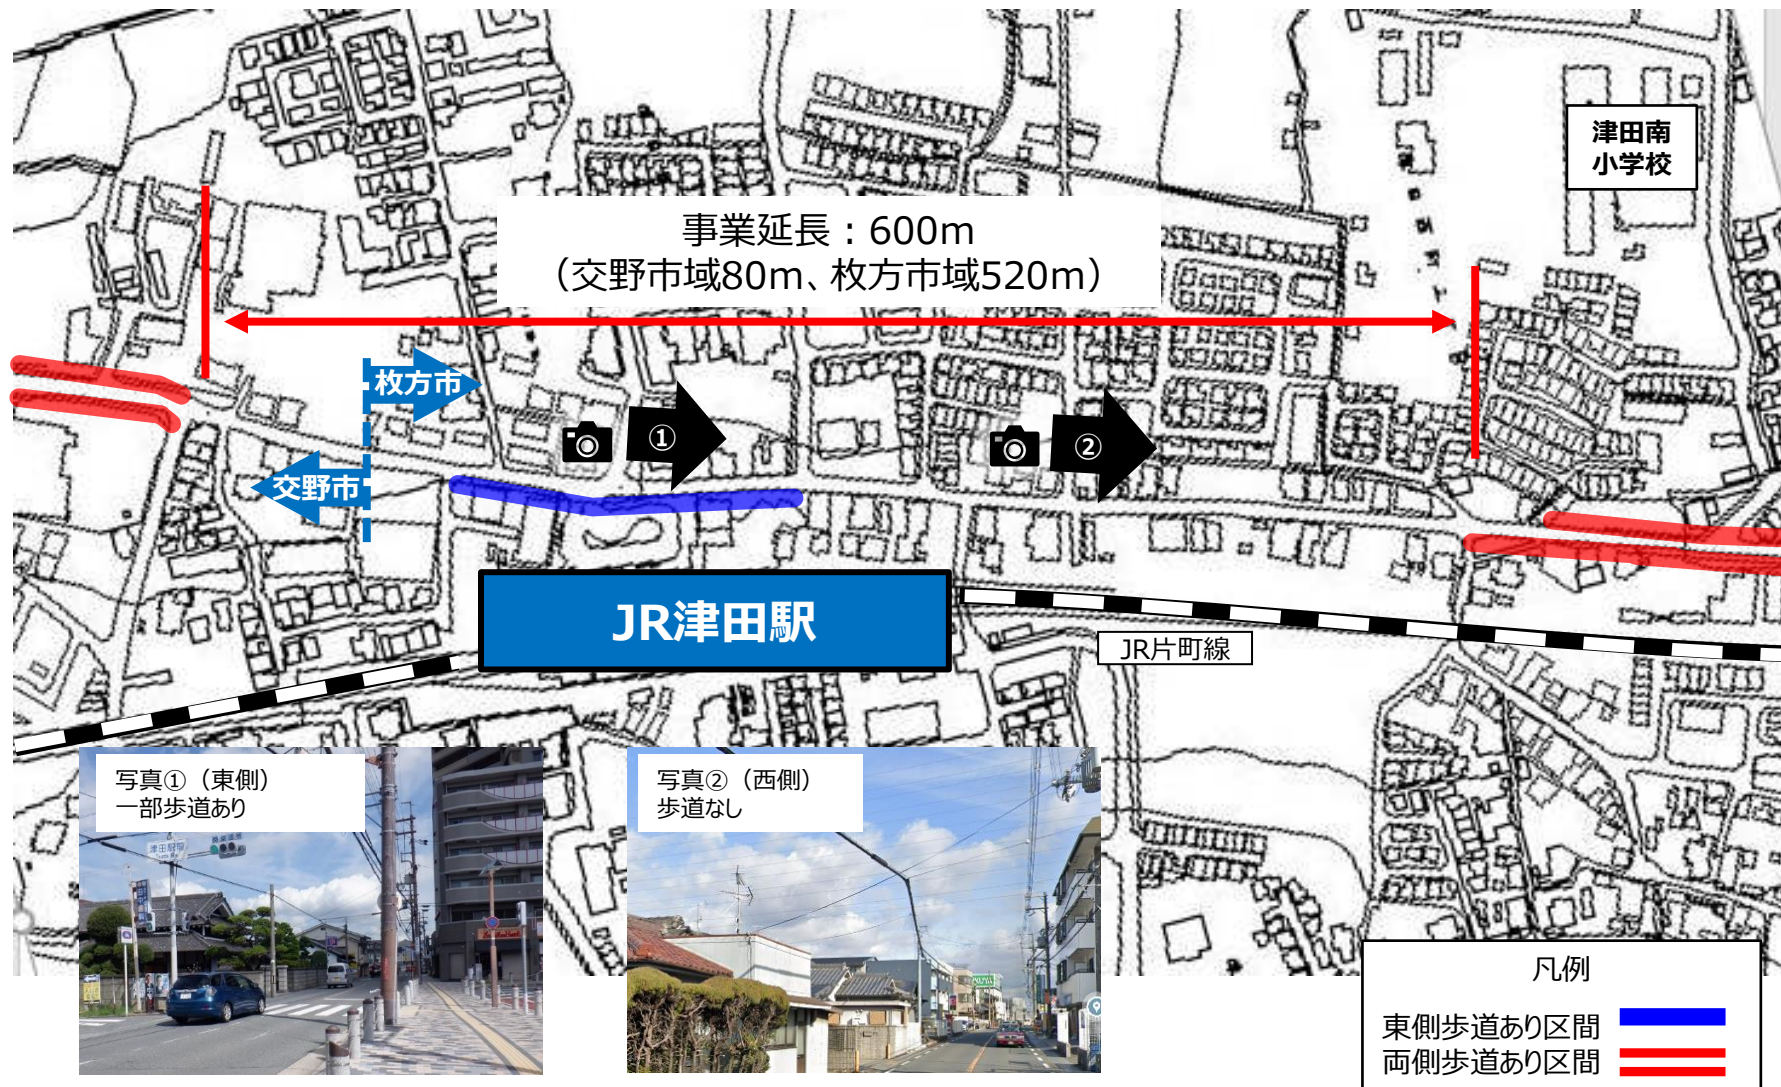 津田南
小学校
事業延長：600m
（交野市域80m、枚方市域520m）
枚方市
①
②
交野市
JR津田駅
JR片町線
写真①（東側）
一部歩道あり
写真②（西側）
歩道なし
津田駅前
凡例
東側歩道あり区間
両側歩道あり区間